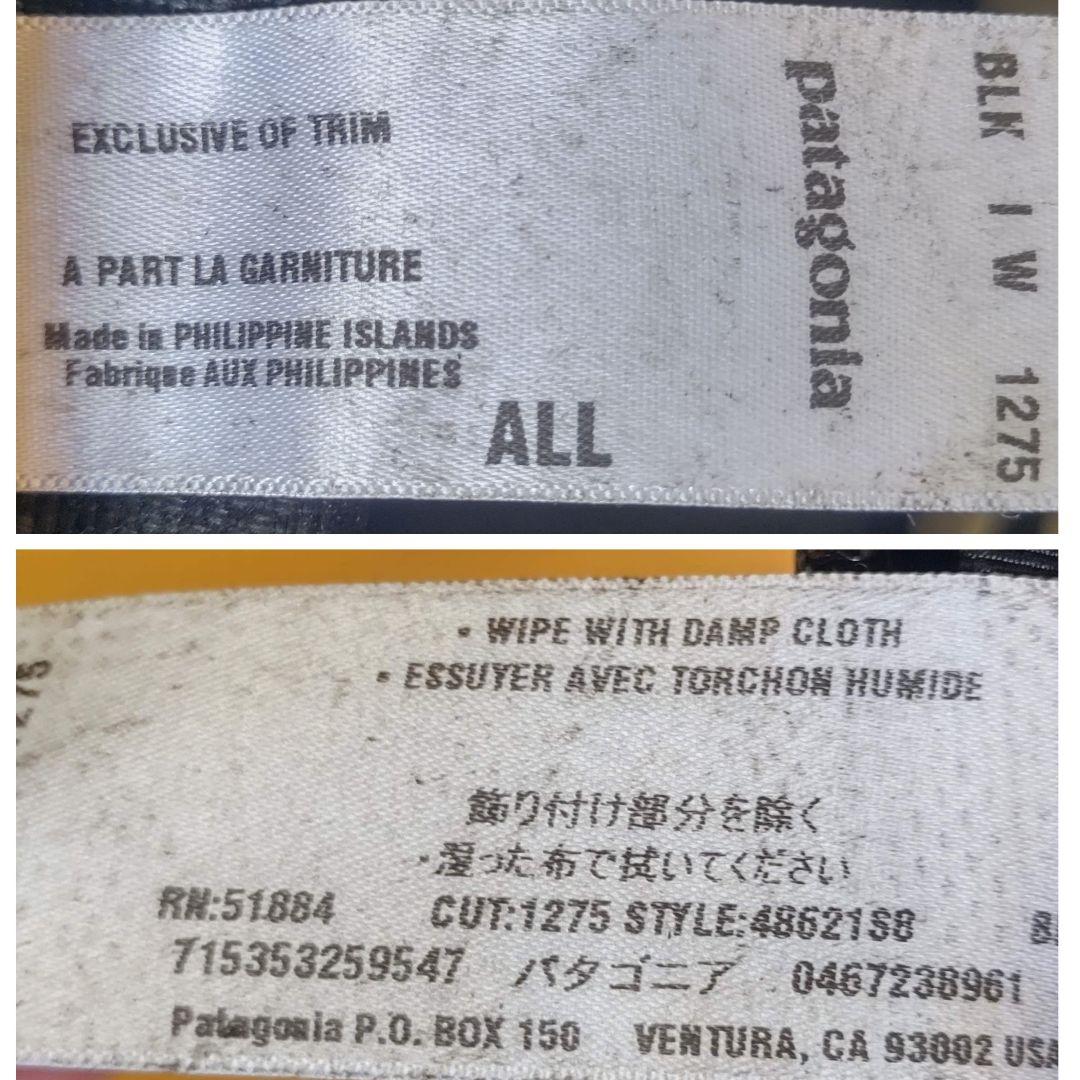 EXCLUSIVE OF TRIM
A PART LA GARNITURE
Made in PHILIPPINE ISLANDS
Fabrique AUX PHILIPPINES
ALL
patagonia
BLK I W 1275
• WIPE WITH DAMP CLOTH
• ESSUYER AVEC TORCHON HUMIDE
飾り付け部分を除く
・湿った布で拭いてください
RN:51884 CUT:1275 STYLE:48621S8
715353259547 パタゴニア 0467238961
Patagonia P.O. BOX 150 VENTURA, CA 93002 USA